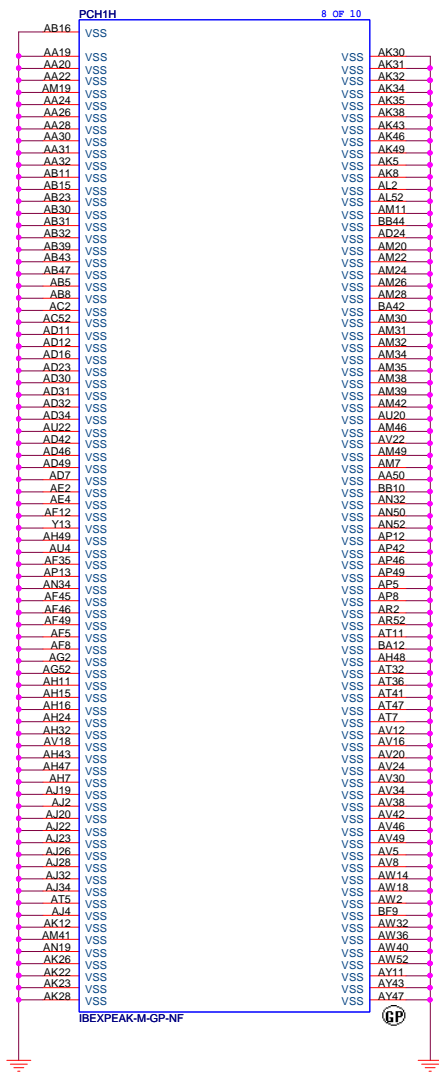 PCH1H 8 OF 10
AB16 VSS
AA19 VSS VSS AK30
AA20 VSS VSS AK31
AA22 VSS VSS AK32
AM19 VSS VSS AK34
AA24 VSS VSS AK35
AA26 VSS VSS AK38
AA28 VSS VSS AK43
AA30 VSS VSS AK46
AA31 VSS VSS AK49
AA32 VSS VSS AK5
AB11 VSS VSS AK8
AB15 VSS VSS AL2
AB23 VSS VSS AL52
AB30 VSS VSS AM11
AB31 VSS VSS BB44
AB32 VSS VSS AD24
AB39 VSS VSS AM20
AB43 VSS VSS AM22
AB47 VSS VSS AM24
AB5 VSS VSS AM26
AB8 VSS VSS AM28
AC2 VSS VSS BA42
AC52 VSS VSS AM30
AD11 VSS VSS AM31
AD12 VSS VSS AM32
AD16 VSS VSS AM34
AD23 VSS VSS AM35
AD30 VSS VSS AM38
AD31 VSS VSS AM39
AD32 VSS VSS AM42
AD34 VSS VSS AU20
AU22 VSS VSS AM46
AD42 VSS VSS AV22
AD46 VSS VSS AM49
AD49 VSS VSS AM7
AD7 VSS VSS AA50
AE2 VSS VSS BB10
AE4 VSS VSS AN32
AF12 VSS VSS AN50
Y13 VSS VSS AN52
AH49 VSS VSS AP12
AU4 VSS VSS AP42
AF35 VSS VSS AP46
AP13 VSS VSS AP49
AN34 VSS VSS AP5
AF45 VSS VSS AP8
AF46 VSS VSS AR2
AF49 VSS VSS AR52
AF5 VSS VSS AT11
AF8 VSS VSS BA12
AG2 VSS VSS AH48
AG52 VSS VSS AT32
AH11 VSS VSS AT36
AH15 VSS VSS AT41
AH16 VSS VSS AT47
AH24 VSS VSS AT7
AH32 VSS VSS AV12
AV18 VSS VSS AV16
AH43 VSS VSS AV20
AH47 VSS VSS AV24
AH7 VSS VSS AV30
AJ19 VSS VSS AV34
AJ2 VSS VSS AV38
AJ20 VSS VSS AV42
AJ22 VSS VSS AV46
AJ23 VSS VSS AV49
AJ26 VSS VSS AV5
AJ28 VSS VSS AV8
AJ32 VSS VSS AW14
AJ34 VSS VSS AW18
AT5 VSS VSS AW2
AJ4 VSS VSS BF9
AK12 VSS VSS AW32
AM41 VSS VSS AW36
AN19 VSS VSS AW40
AK26 VSS VSS AW52
AK22 VSS VSS AY11
AK23 VSS VSS AY43
AK28 VSS VSS AY47
IBEXPEAK-M-GP-NF GP